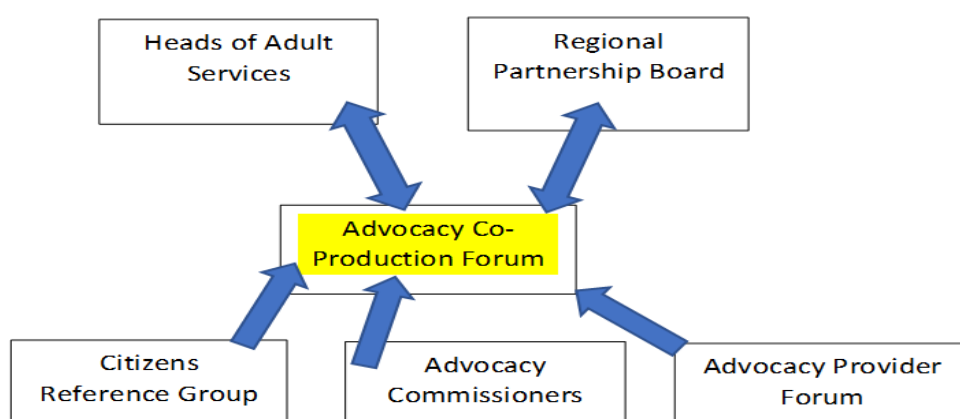 Heads of Adult
Services
Regional
Partnership Board
Advocacy Co-
Production Forum
Citizens
Reference Group
Advocacy
Commissioners
Advocacy Provider
Forum